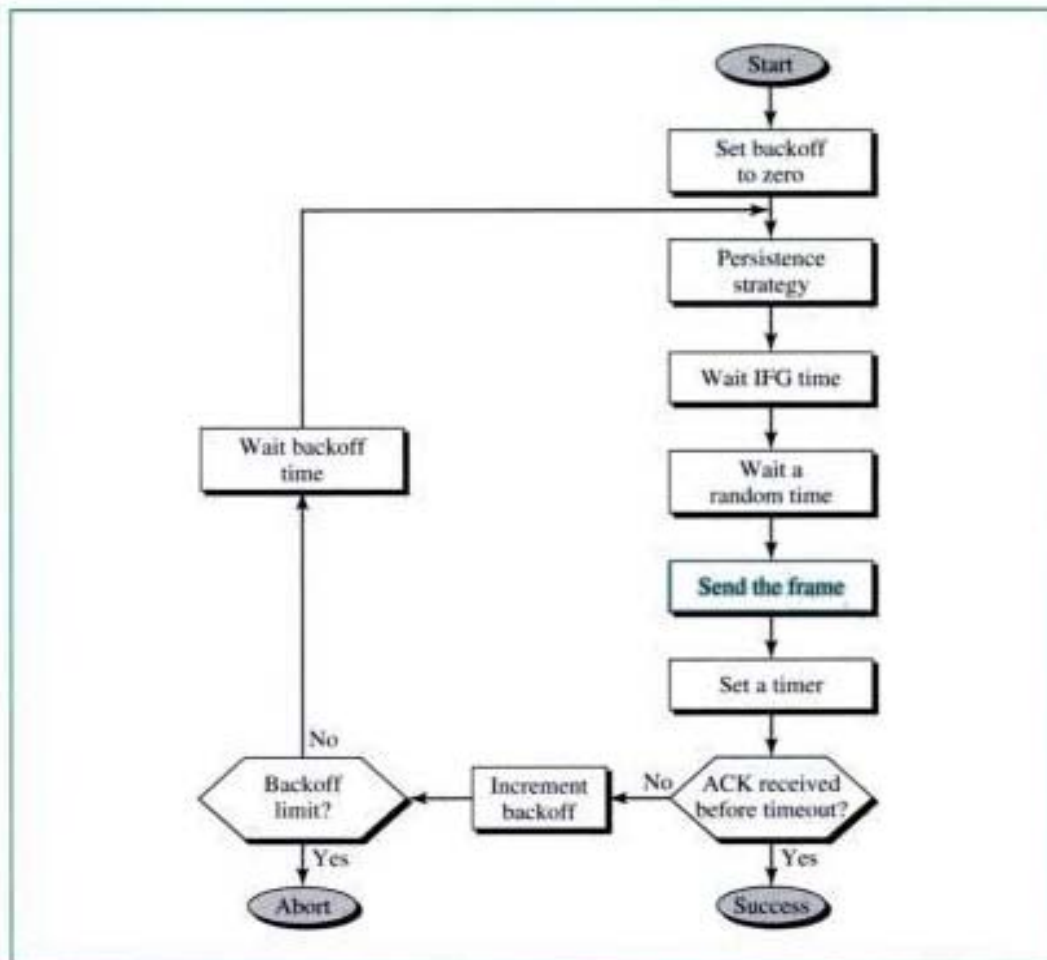 Start
Set backoff
to zero
Persistence
strategy
Wait IFG time
Wait backoff
time
Wait a
random time
Send the frame
Set a timer
No
Backoff
limit?
Increment
backoff
No
ACK received
before timeout?
Yes
Yes
Abort
Success